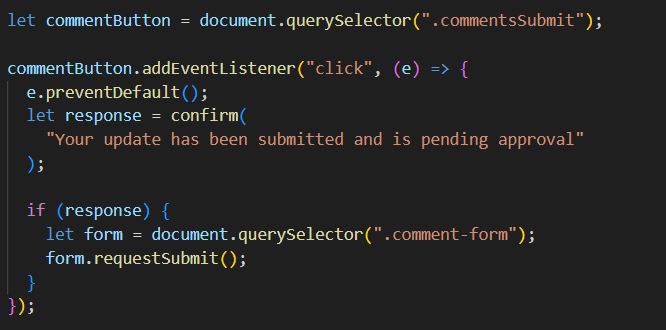 let commentButton = document.querySelector(".commentsSubmit");
commentButton.addEventListener("click", (e) => {
e.preventDefault();
let response = confirm(
"Your update has been submitted and is pending approval"
);
if (response) {
let form = document.querySelector(".comment-form");
form.requestSubmit();
}
});